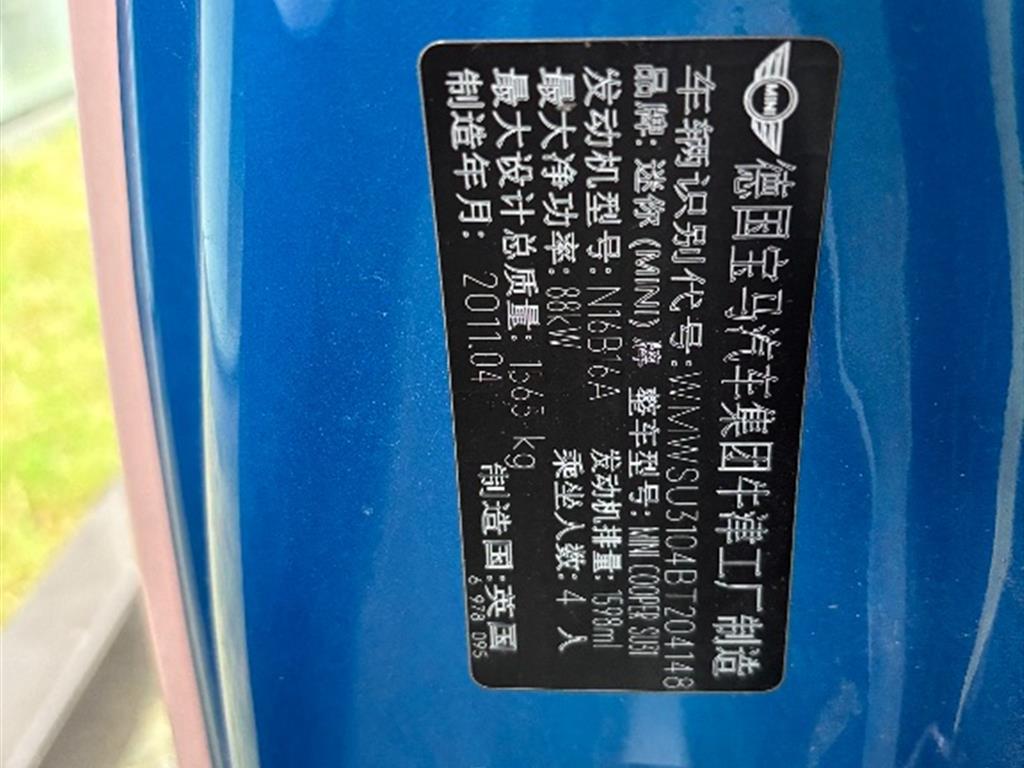 MINI
德国宝马汽车集团牛津工厂制造
车辆识别代号:WMWSU3104BT204148
品牌:迷你(MINI)牌 整车型号:MINI COOPER SU31
发动机型号:N16B16A 发动机排量:1598ml
最大净功率:88kW 乘坐人数:4 人
最大设计总质量:1565 kg
制造年月:2011.04 制造国:英国
6 978 095